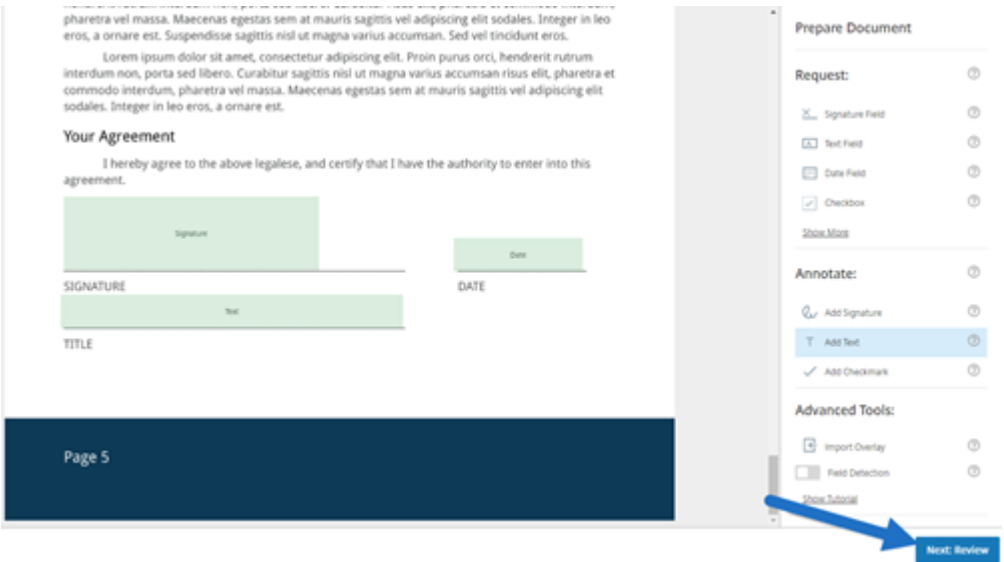 pharetra vel massa. Maecenas egestas sem at mauris sagittis vel adipiscing elit sodales. Integer in leo
eros, a ornare est. Suspendisse sagittis nisl ut magna varius accumsan. Sed vel tincidunt eros.
Lorem ipsum dolor sit amet, consectetur adipiscing elit. Proin purus orci, hendrerit rutrum
interdum non, porta sed libero. Curabitur sagittis nisl ut magna varius accumsan risus elit, pharetra et
commodo interdum, pharetra vel massa. Maecenas egestas sem at mauris sagittis vel adipiscing elit
sodales. Integer in leo eros, a ornare est.
Your Agreement
I hereby agree to the above legalese, and certify that I have the authority to enter into this
agreement.
Signature
Date
SIGNATURE
DATE
Text
TITLE
Page 5
Prepare Document
Request:
Signature Field
Text Field
Date Field
Checkbox
Show More
Annotate:
Add Signature
T Add Text
Add Checkmark
Advanced Tools:
Import Overlay
Field Detection
Show Tutorial
Next: Review